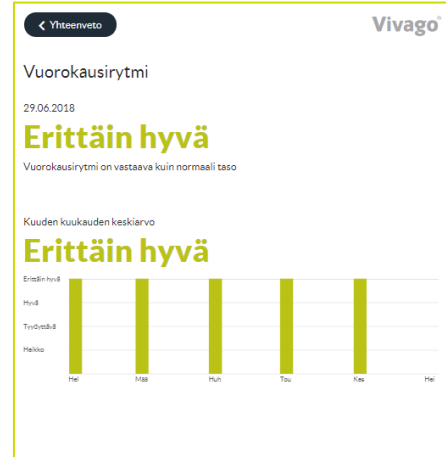 Yhteenveto
Vivago®
Vuorokausirytmi
29.06.2018
Erittäin hyvä
Vuorokausirytmi on vastaava kuin normaali taso
Kuuden kuukauden keskiarvo
Erittäin hyvä
Erittäin hyvä
Hyvä
Tyydyttävä
Heikko
Hel Mää Huh Tou Kes Hei